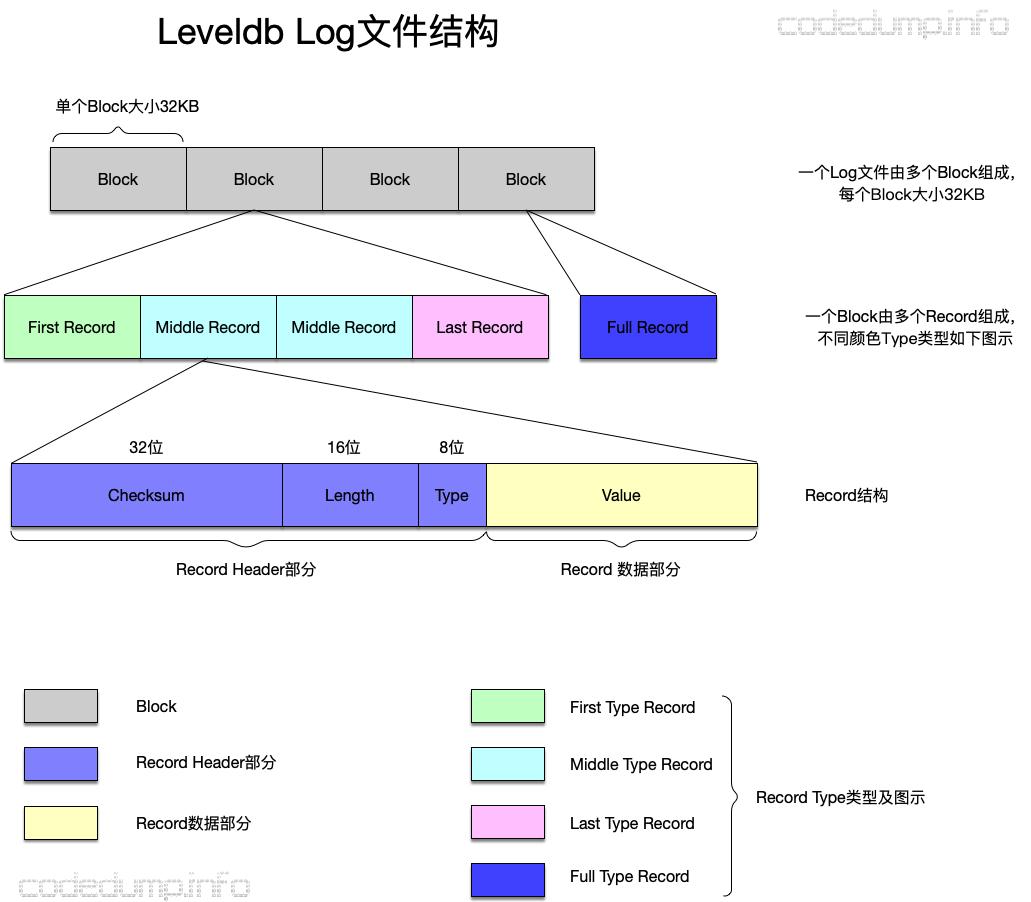 Leveldb Log文件结构
codedump.info
单个Block大小32KB
Block
Block
Block
Block
一个Log文件由多个Block组成,
每个Block大小32KB
First Record
Middle Record
Middle Record
Last Record
Full Record
一个Block由多个Record组成,
不同颜色Type类型如下图示
32位
16位
8位
Checksum
Length
Type
Value
Record结构
Record Header部分
Record 数据部分
Block
First Type Record
Record Header部分
Middle Type Record
Record Type类型及图示
Record数据部分
Last Type Record
Full Type Record
codedump.info